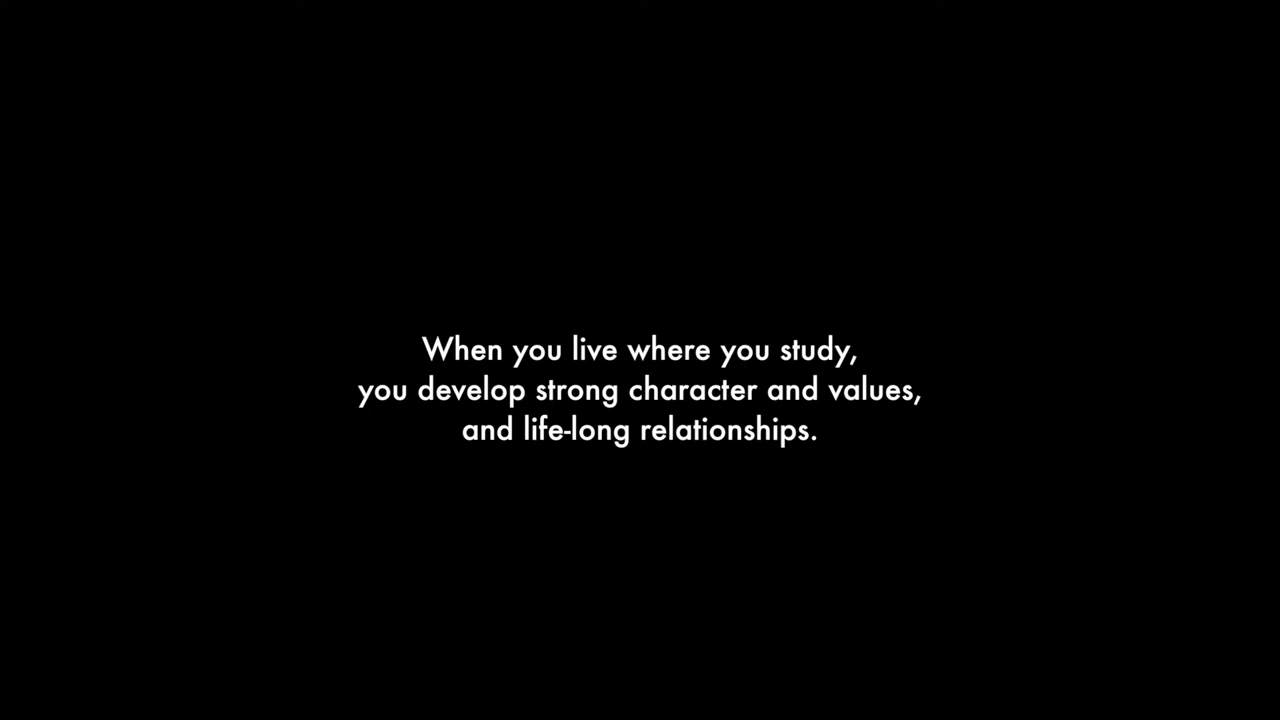 When you live where you study,
you develop strong character and values,
and life-long relationships.